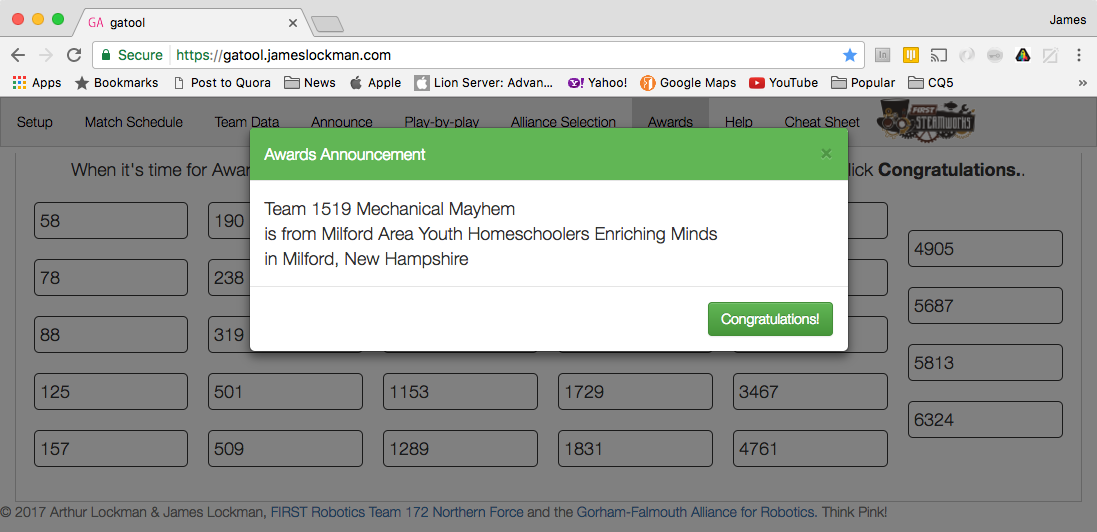 GA gatool
James
Secure https://gatool.jameslockman.com
Apps Bookmarks Post to Quora News Apple Lion Server: Advan... Yahoo! Google Maps YouTube Popular CQ5 »
Setup Match Schedule Team Data Announce Play-by-play Alliance Selection Awards Help Cheat Sheet FIRST STEAMWORKS
Awards Announcement ×
When it's time for Awar lick Congratulations..
Team 1519 Mechanical Mayhem
is from Milford Area Youth Homeschoolers Enriching Minds
in Milford, New Hampshire
Congratulations!
58 190
4905
78 238
5687
88 319
5813
125 501 1153 1729 3467
6324
157 509 1289 1831 4761
© 2017 Arthur Lockman & James Lockman, FIRST Robotics Team 172 Northern Force and the Gorham-Falmouth Alliance for Robotics. Think Pink!